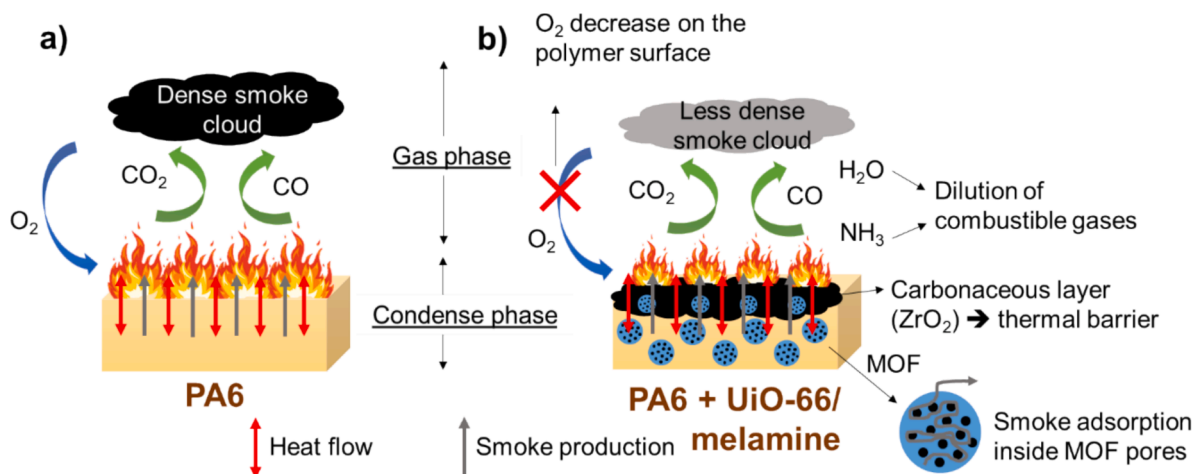 a)
Dense smoke
cloud
CO₂
CO
O₂
PA6
Gas phase
Condense phase
Heat flow
Smoke production
b)
O₂ decrease on the
polymer surface
Less dense
smoke cloud
CO₂
CO
O₂
H₂O
NH₃
Dilution of
combustible gases
Carbonaceous layer
(ZrO₂) ➔ thermal barrier
MOF
PA6 + UiO-66/
melamine
Smoke adsorption
inside MOF pores